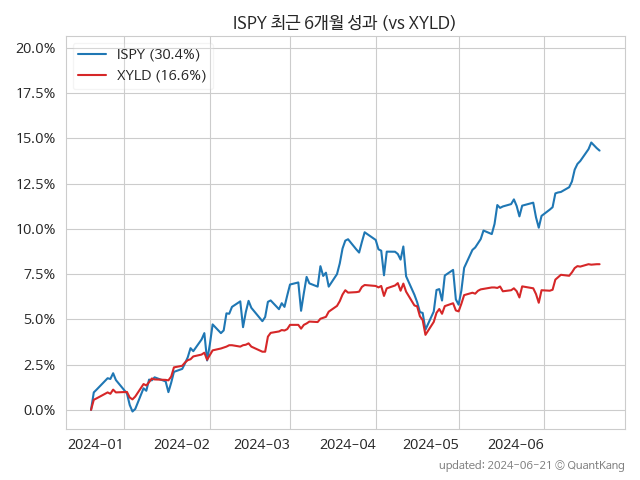 ISPY 최근 6개월 성과 (vs XYLD)
ISPY (30.4%)
XYLD (16.6%)
20.0%
17.5%
15.0%
12.5%
10.0%
7.5%
5.0%
2.5%
0.0%
2024-01 2024-02 2024-03 2024-04 2024-05 2024-06
updated: 2024-06-21 © QuantKang